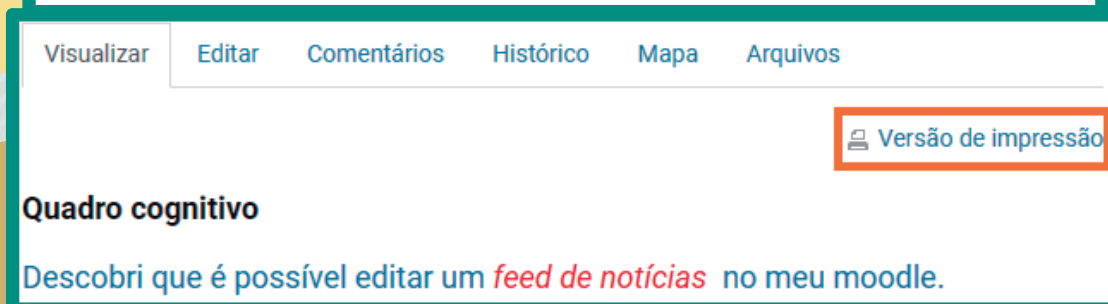 Visualizar Editar Comentários Histórico Mapa Arquivos
Versão de impressão
Quadro cognitivo
Descobri que é possível editar um feed de notícias no meu moodle.